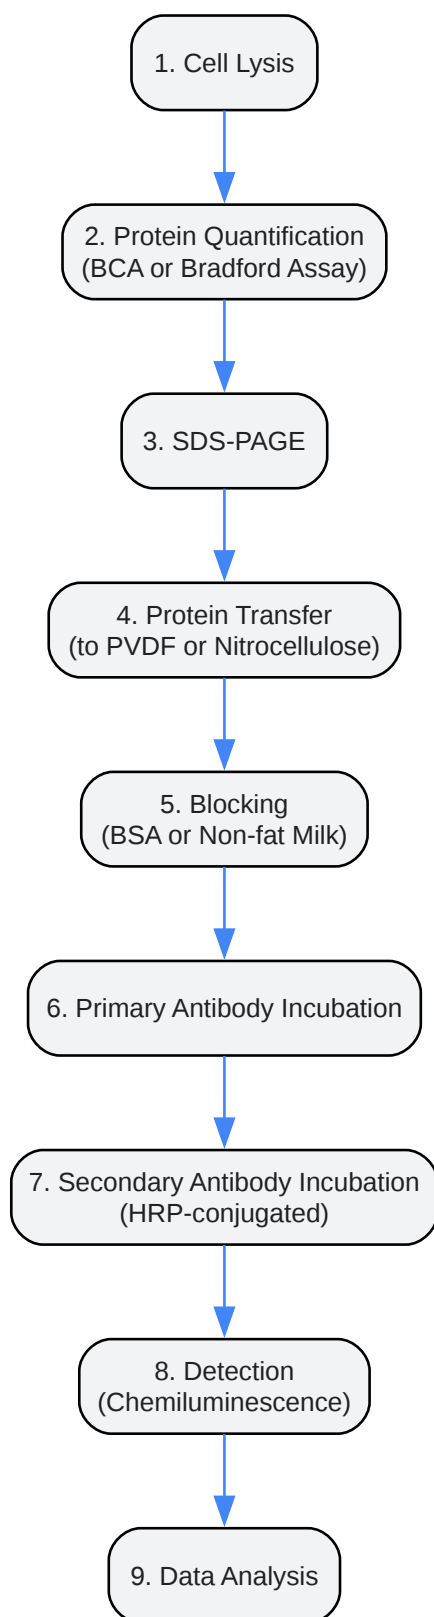 1. Cell Lysis
2. Protein Quantification
(BCA or Bradford Assay)
3. SDS-PAGE
4. Protein Transfer
(to PVDF or Nitrocellulose)
5. Blocking
(BSA or Non-fat Milk)
6. Primary Antibody Incubation
7. Secondary Antibody Incubation
(HRP-conjugated)
8. Detection
(Chemiluminescence)
9. Data Analysis